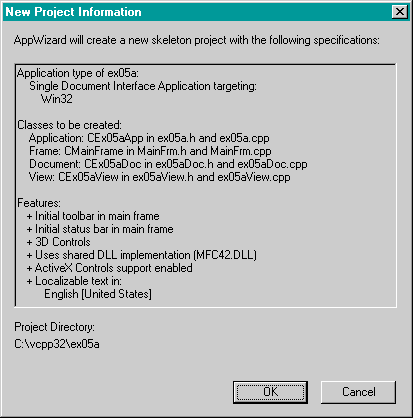 New Project Information
AppWizard will create a new skeleton project with the following specifications:
Application type of ex05a:
Single Document Interface Application targeting:
Win32
Classes to be created:
Application: CEx05aApp in ex05a.h and ex05a.cpp
Frame: CMainFrame in MainFrm.h and MainFrm.cpp
Document: CEx05aDoc in ex05aDoc.h and ex05aDoc.cpp
View: CEx05aView in ex05aView.h and ex05aView.cpp
Features:
+ Initial toolbar in main frame
+ Initial status bar in main frame
+ 3D Controls
+ Uses shared DLL implementation (MFC42.DLL)
+ ActiveX Controls support enabled
+ Localizable text in:
English [United States]
Project Directory:
C:\vcpp32\ex05a
OK
Cancel